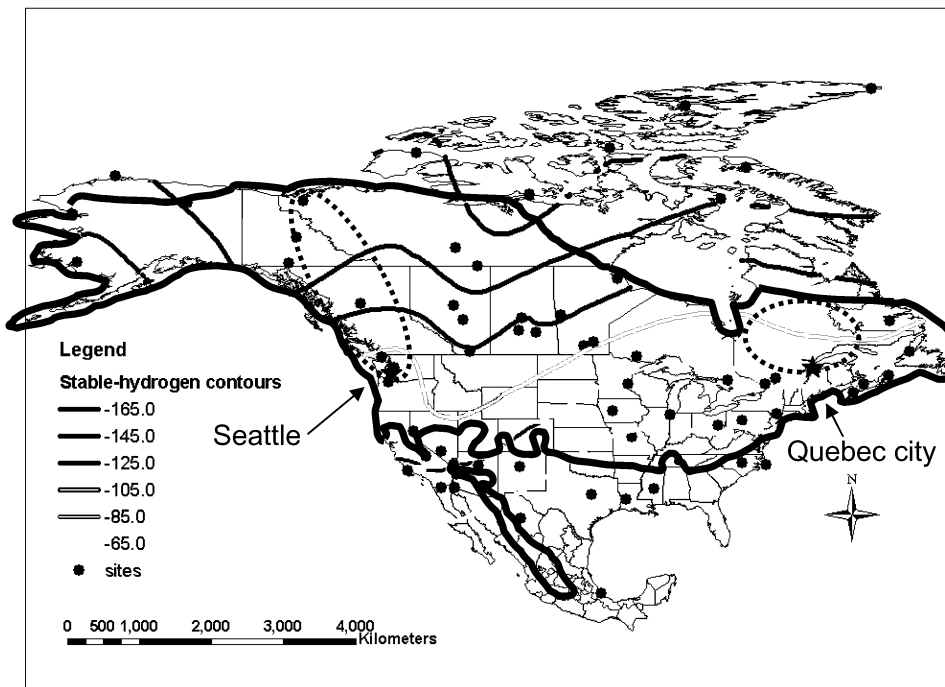 Legend
Stable-hydrogen contours
-165.0
-145.0
-125.0
-105.0
-85.0
-65.0
sites
Seattle
Quebec city
N
0 500 1,000 2,000 3,000 4,000
Kilometers